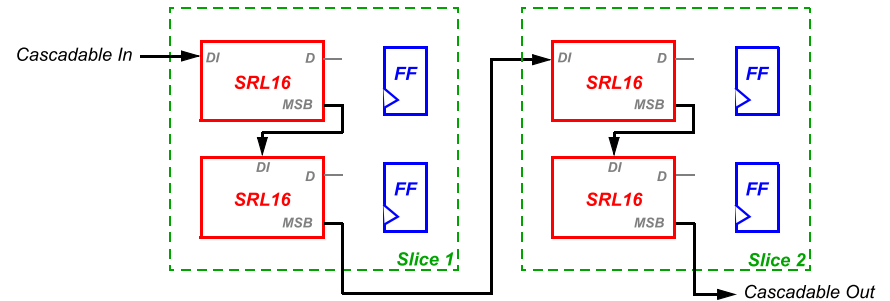 Cascadable In
DI
D
SRL16
MSB
FF
DI
D
SRL16
MSB
FF
Slice 1
DI
D
SRL16
MSB
FF
DI
D
SRL16
MSB
FF
Slice 2
Cascadable Out